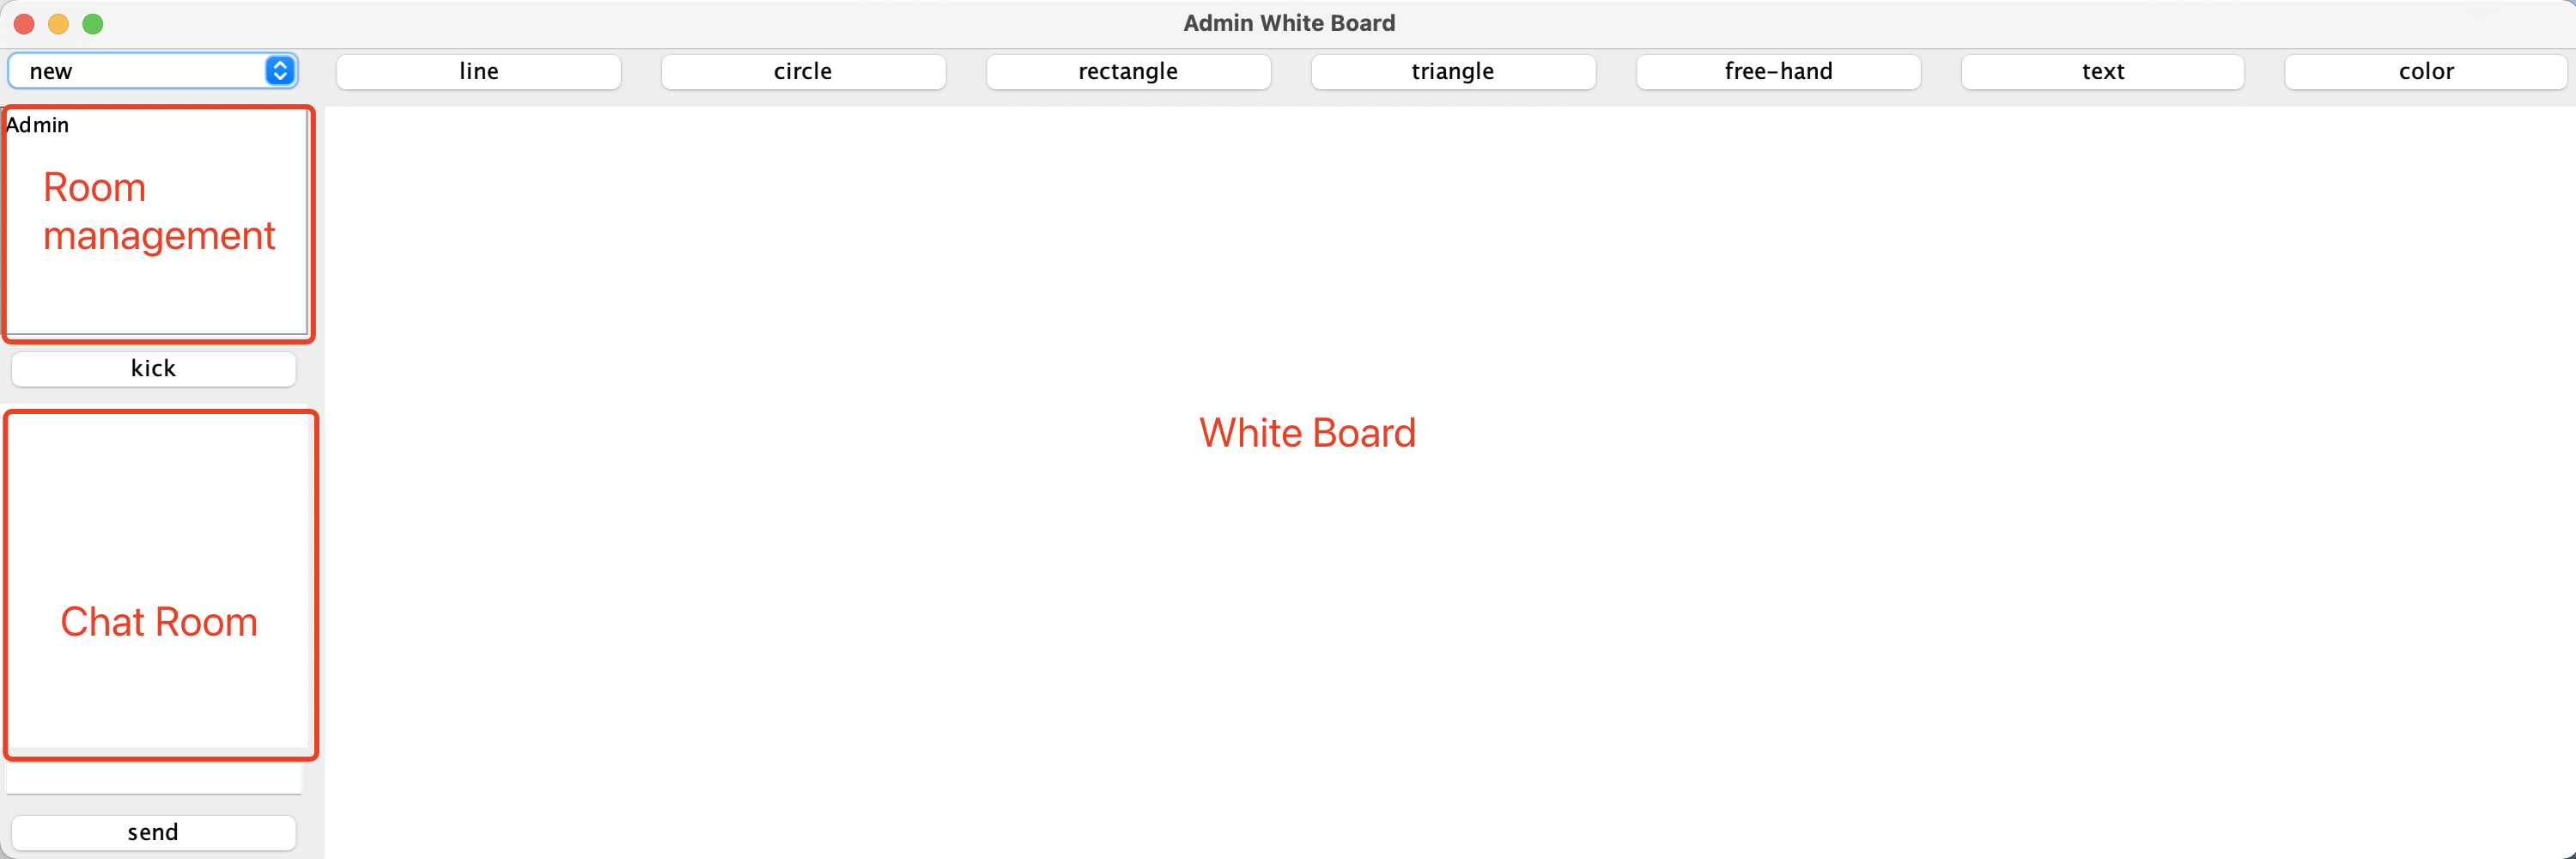 Admin White Board
new
line
circle
rectangle
triangle
free-hand
text
color
Admin
Room
management
kick
White Board
Chat Room
send